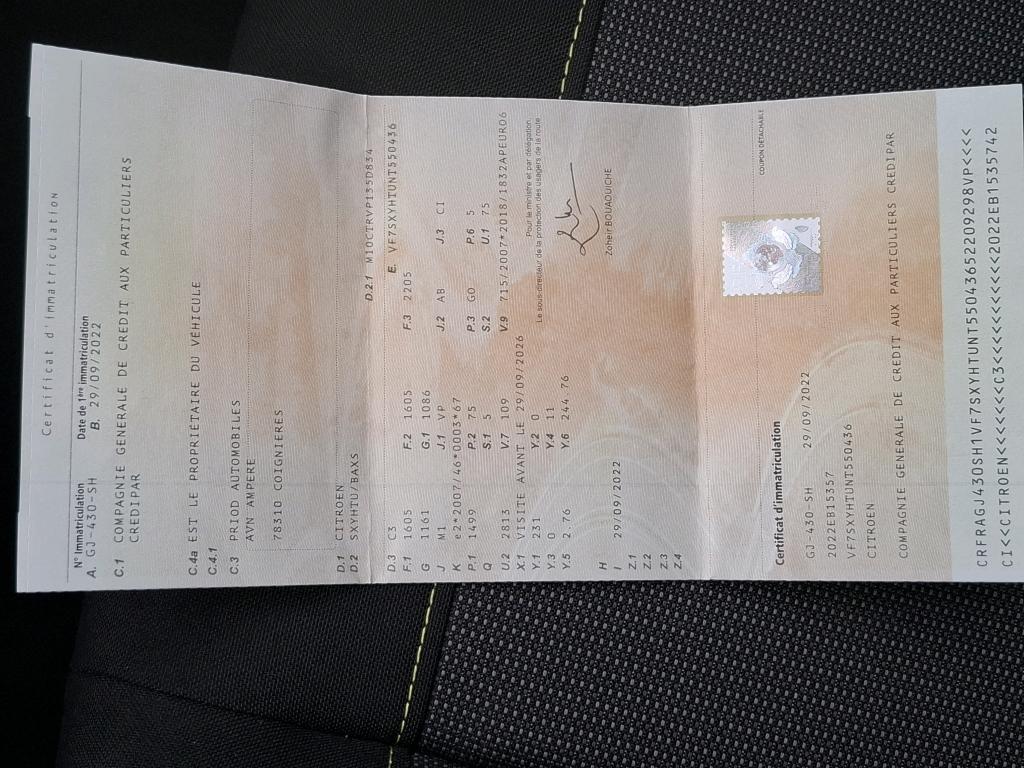 Certificat d'immatriculation
N° Immatriculation Date de 1ère immatriculation
A. GJ-430-SH B. 29/09/2022
C.1 COMPAGNIE GENERALE DE CREDIT AUX PARTICULIERS
CREDIPAR
C.4a EST LE PROPRIÉTAIRE DU VÉHICULE
C.4.1
C.3 PRIOD AUTOMOBILES
AVN AMPERE
78310 COIGNIERES
D.1 CITROEN
D.2 SXYHTU/BAXS
D.2.1 M10CTRVP135D834
D.3 C3 E. VF7SXYHTUNT550436
F.1 1605 F.2 1605 F.3 2205
G 1161 G.1 1086
J M1 J.1 VP J.2 AB J.3 CI
K e2*2007/46*0003*67
P.1 1499 P.2 75 P.3 GO P.6 5
Q S.1 5 S.2 U.1 75
U.2 2813 V.7 109 V.9 715/2007*2018/1832APEURO6
X.1 VISITE AVANT LE 29/09/2026
Y.1 231 Y.2 0
Y.3 0 Y.4 11
Y.5 2.76 Y.6 244.76
Pour le ministre et par délégation,
Le sous-directeur de la protection des usagers de la route
Zoheir BOUAOUICHE
H
I 29/09/2022
Z.1
Z.2
Z.3
Z.4
COUPON DÉTACHABLE
Certificat d'immatriculation
GJ-430-SH 29/09/2022
2022EB15357
VF7SXYHTUNT550436
CITROEN
COMPAGNIE GENERALE DE CREDIT AUX PARTICULIERS CREDIPAR
CRFRAGJ430SH1VF7SXYHTUNT55043652209298VP<<<<
CI<<CITROEN<<<<<<<C3<<<<<<<<<<<2022EB1535742